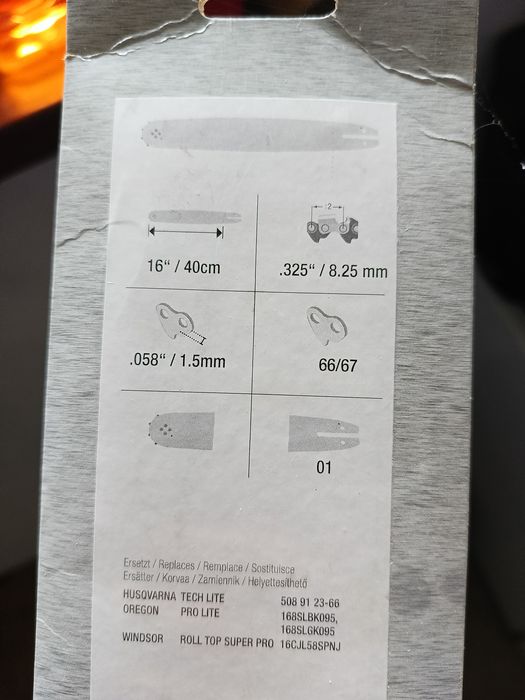 :2
16“ / 40cm
.325“ / 8.25 mm
.058“ / 1.5mm
66/67
01
Ersetzt / Replaces / Remplace / Sostituisce
Ersätter / Korvaa / Zamiennik / Helyettesíthető
HUSQVARNA TECH LITE 508 91 23-66
OREGON PRO LITE 168SLBK095,
168SLGK095
WINDSOR ROLL TOP SUPER PRO 16CJL58SPNJ